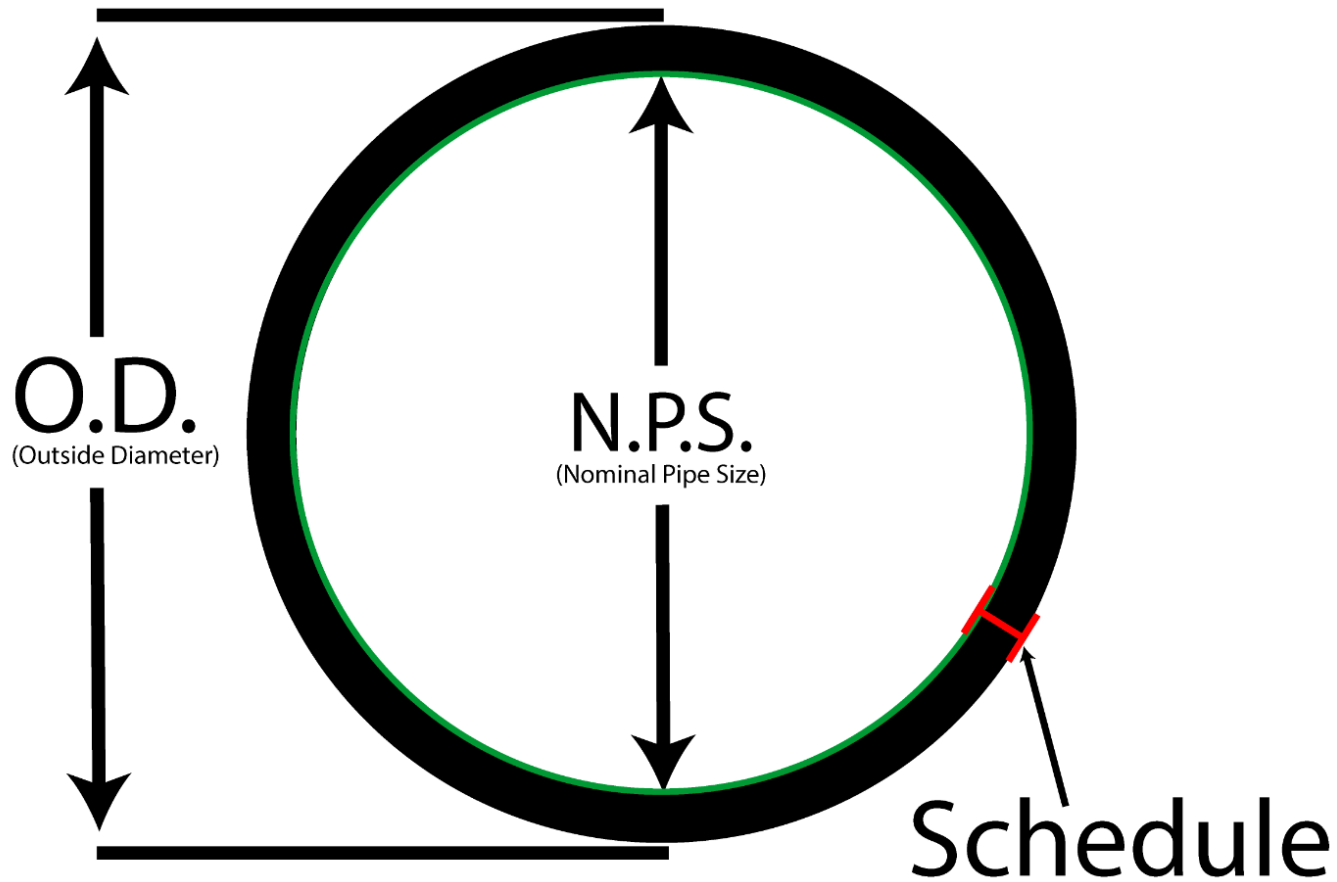 O.D.
(Outside Diameter)
N.P.S.
(Nominal Pipe Size)
Schedule